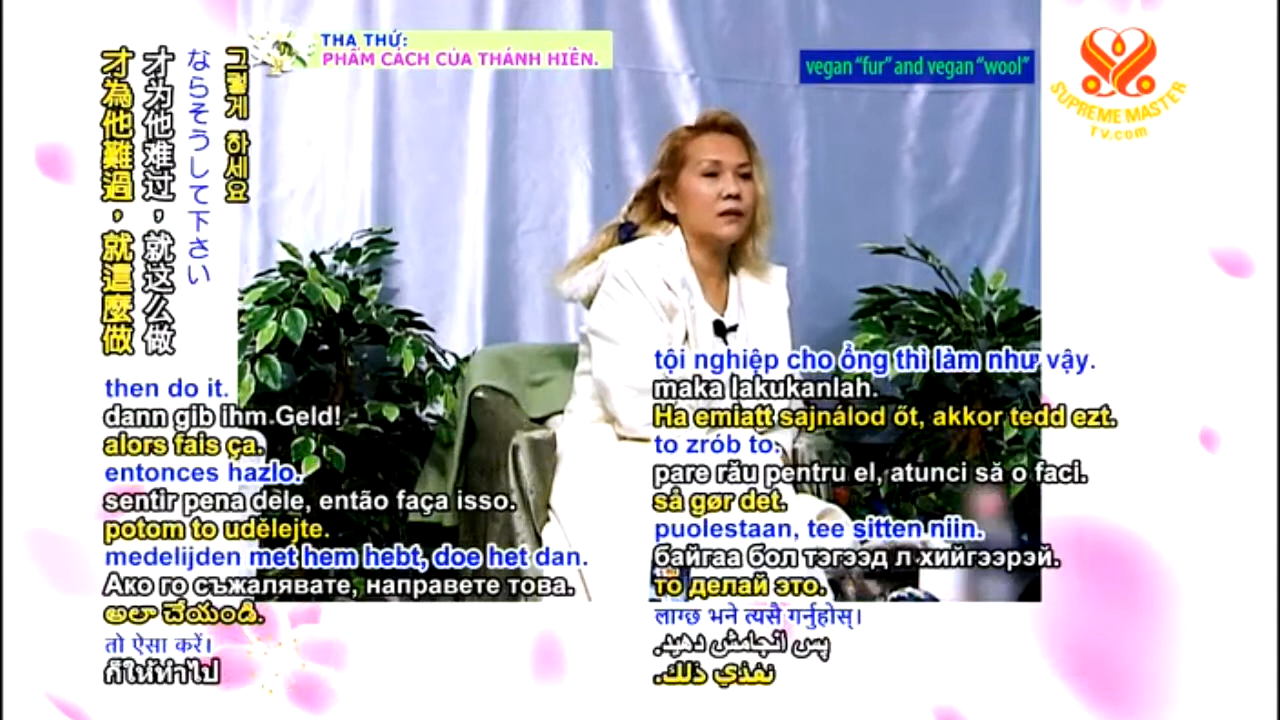 THA THỨ:
PHẨM CÁCH CỦA THÁNH HIỀN.
vegan “fur” and vegan “wool”
SUPREME MASTER
TV.com
그렇게 하세요
ならそうして下さい
才为他难过，就这么做
才為他難過，就這麼做
then do it.
dann gib ihm Geld!
alors fais ça.
entonces hazlo.
sentir pena dele, então faça isso.
potom to udělejte.
medelijden met hem hebt, doe het dan.
Ако го съжалявате, направете това.
అలా చేయండి.
तो ऐसा करें।
ก็ให้ทำไป
tội nghiệp cho ổng thì làm như vậy.
maka lakukanlah.
Ha emiatt sajnálod őt, akkor tedd ezt.
to zrób to.
pare rău pentru el, atunci să o faci.
så gør det.
puolestaan, tee sitten niin.
байгаа бол тэгээд л хийгээрэй.
то делай это.
लाग्छ भने त्यसै गर्नुहोस्।
پس انجامش دهید.
نفذي ذلك.